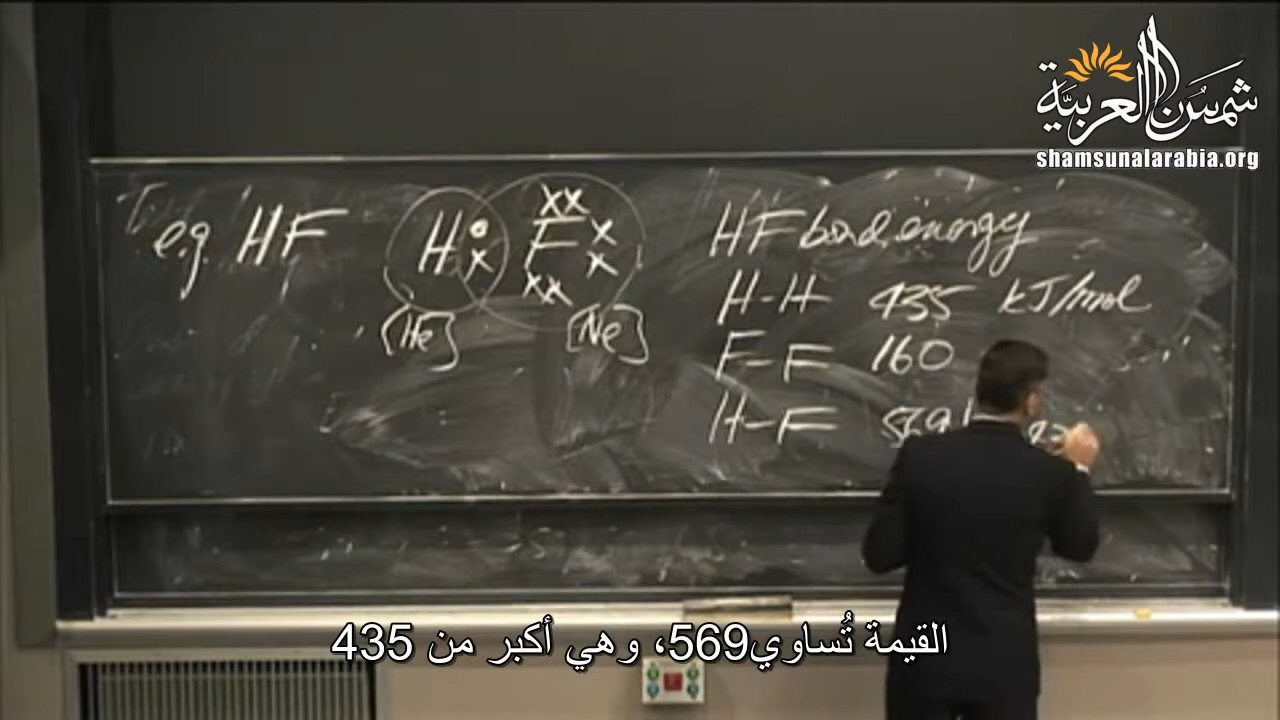 شمس العربية
shamsunalarabia.org
e.g. HF
H F
[He] [Ne]
HF bond energy
H-H 435 kJ/mol
F-F 160
H-F 569
القيمة تُساوي569، وهي أكبر من 435